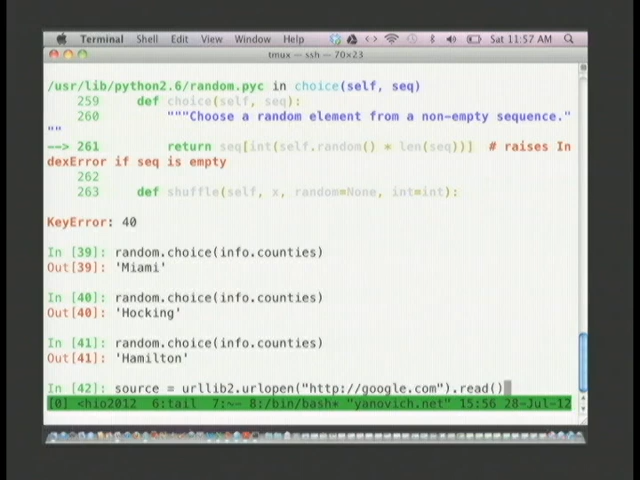 Terminal Shell Edit View Window Help Sat 11:57 AM
tmux — ssh — 70×23
/usr/lib/python2.6/random.pyc in choice(self, seq)
259 def choice(self, seq):
260 """Choose a random element from a non-empty sequence."
""
--> 261 return seq[int(self.random() * len(seq))] # raises In
dexError if seq is empty
262
263 def shuffle(self, x, random=None, int=int):
KeyError: 40
In [39]: random.choice(info.counties)
Out[39]: 'Miami'
In [40]: random.choice(info.counties)
Out[40]: 'Hocking'
In [41]: random.choice(info.counties)
Out[41]: 'Hamilton'
In [42]: source = urllib2.urlopen("http://google.com").read()
[0] <hio2012 6:tail 7:~- 8:/bin/bash* "yanovich.net" 15:56 28-Jul-12